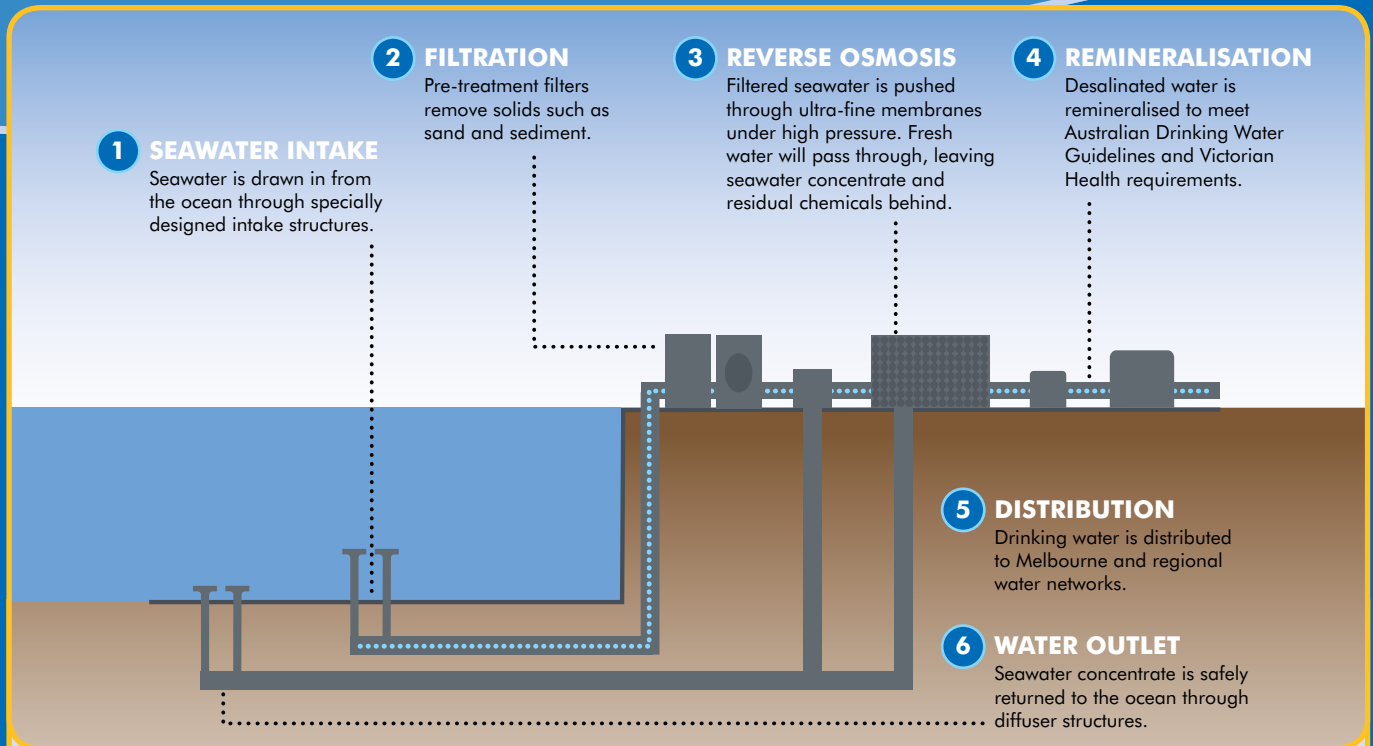 1 SEAWATER INTAKE
Seawater is drawn in from
the ocean through specially
designed intake structures.
2 FILTRATION
Pre-treatment filters
remove solids such as
sand and sediment.
3 REVERSE OSMOSIS
Filtered seawater is pushed
through ultra-fine membranes
under high pressure. Fresh
water will pass through, leaving
seawater concentrate and
residual chemicals behind.
4 REMINERALISATION
Desalinated water is
remineralised to meet
Australian Drinking Water
Guidelines and Victorian
Health requirements.
5 DISTRIBUTION
Drinking water is distributed
to Melbourne and regional
water networks.
6 WATER OUTLET
Seawater concentrate is safely
returned to the ocean through
diffuser structures.